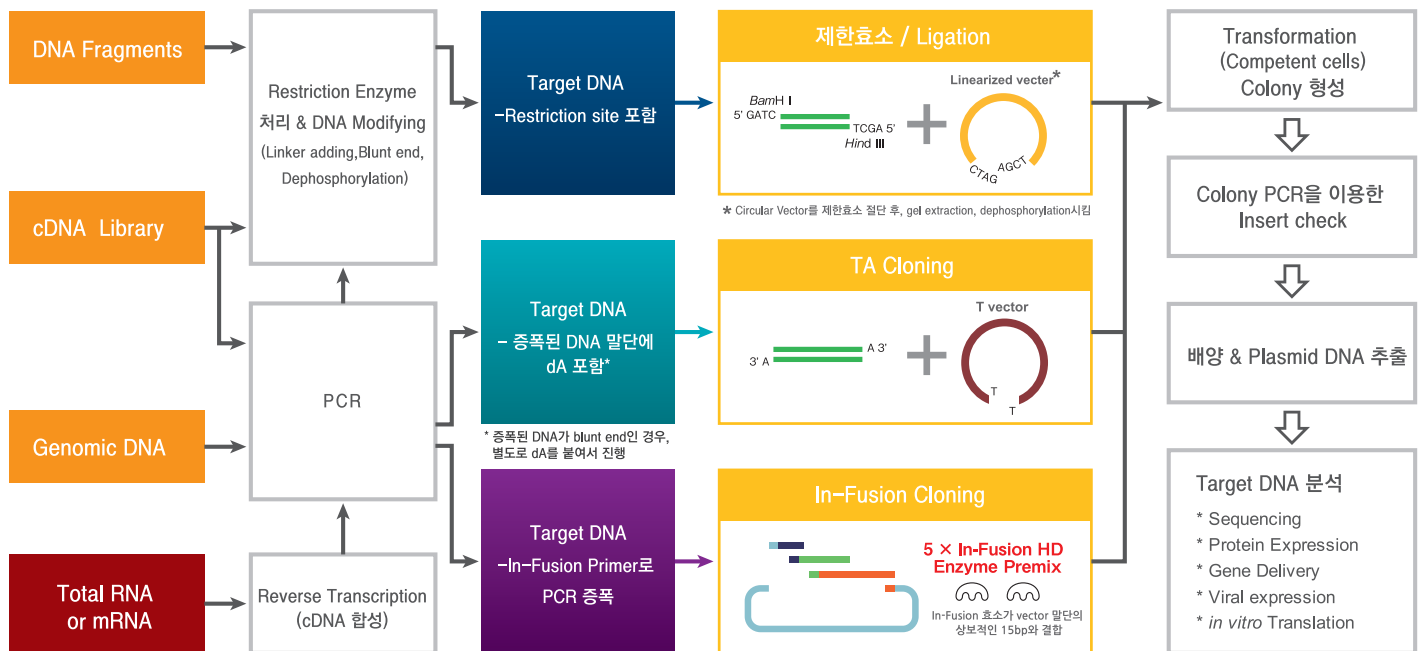 DNA Fragments
cDNA Library
Genomic DNA
Total RNA
or mRNA
Restriction Enzyme
처리 & DNA Modifying
(Linker adding,Blunt end,
Dephosphorylation)
PCR
Reverse Transcription
(cDNA 합성)
Target DNA
-Restriction site 포함
Target DNA
- 증폭된 DNA 말단에
dA 포함*
* 증폭된 DNA가 blunt end인 경우,
별도로 dA를 붙여서 진행
Target DNA
-In-Fusion Primer로
PCR 증폭
제한효소 / Ligation
Linearized vecter*
BamH I
5' GATC
TCGA 5'
Hind III
CTAG
AGCT
* Circular Vector를 제한효소 절단 후, gel extraction, dephosphorylation시킴
TA Cloning
T vector
A 3'
3' A
T
T
In-Fusion Cloning
5 × In-Fusion HD
Enzyme Premix
In-Fusion 효소가 vector 말단의
상보적인 15bp와 결합
Transformation
(Competent cells)
Colony 형성
Colony PCR을 이용한
Insert check
배양 & Plasmid DNA 추출
Target DNA 분석
* Sequencing
* Protein Expression
* Gene Delivery
* Viral expression
* in vitro Translation